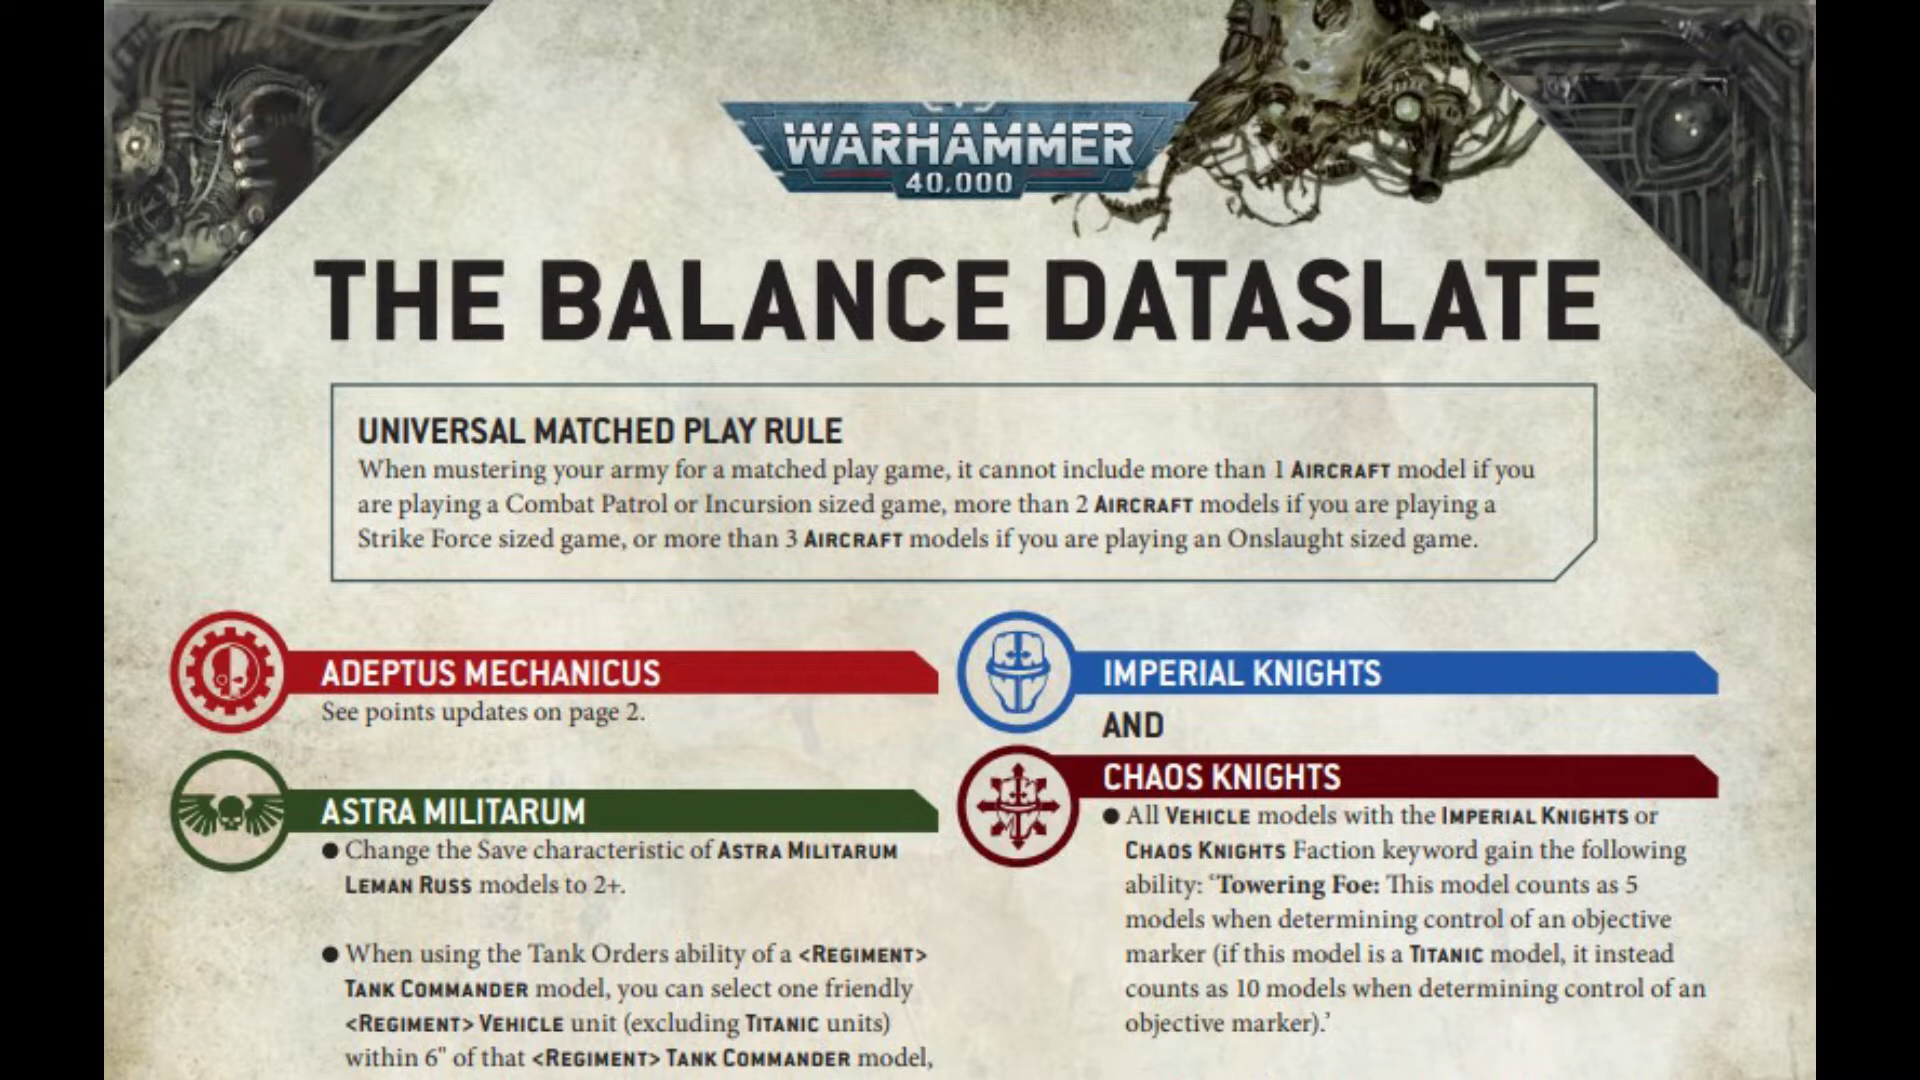 WARHAMMER
40,000
THE BALANCE DATASLATE
UNIVERSAL MATCHED PLAY RULE
When mustering your army for a matched play game, it cannot include more than 1 AIRCRAFT model if you
are playing a Combat Patrol or Incursion sized game, more than 2 AIRCRAFT models if you are playing a
Strike Force sized game, or more than 3 AIRCRAFT models if you are playing an Onslaught sized game.
ADEPTUS MECHANICUS
See points updates on page 2.
ASTRA MILITARUM
● Change the Save characteristic of ASTRA MILITARUM
LEMAN RUSS models to 2+.
● When using the Tank Orders ability of a <REGIMENT>
TANK COMMANDER model, you can select one friendly
<REGIMENT> VEHICLE unit (excluding TITANIC units)
within 6" of that <REGIMENT> TANK COMMANDER model,
IMPERIAL KNIGHTS
AND
CHAOS KNIGHTS
● All VEHICLE models with the IMPERIAL KNIGHTS or
CHAOS KNIGHTS Faction keyword gain the following
ability: ‘Towering Foe: This model counts as 5
models when determining control of an objective
marker (if this model is a TITANIC model, it instead
counts as 10 models when determining control of an
objective marker).’